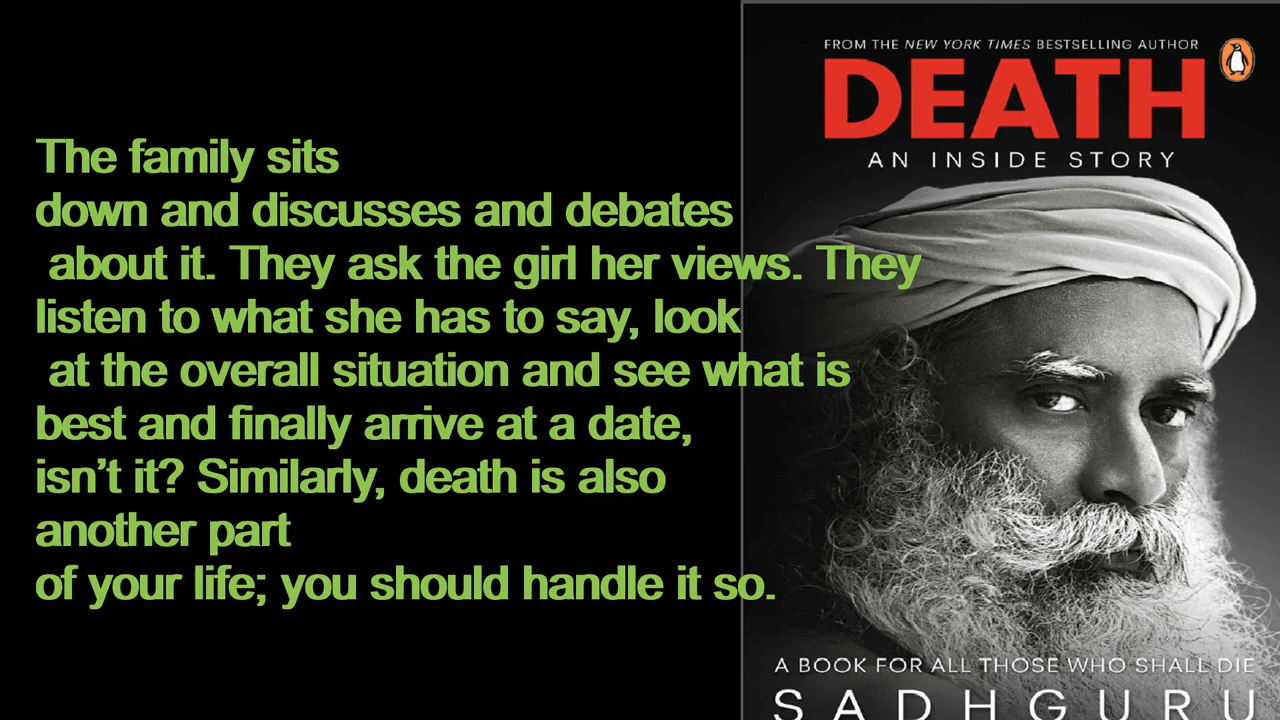 The family sits
down and discusses and debates
about it. They ask the girl her views. They
listen to what she has to say, look
at the overall situation and see what is
best and finally arrive at a date,
isn’t it? Similarly, death is also
another part
of your life; you should handle it so.
FROM THE NEW YORK TIMES BESTSELLING AUTHOR
DEATH
AN INSIDE STORY
A BOOK FOR ALL THOSE WHO SHALL DIE
SADHGURU